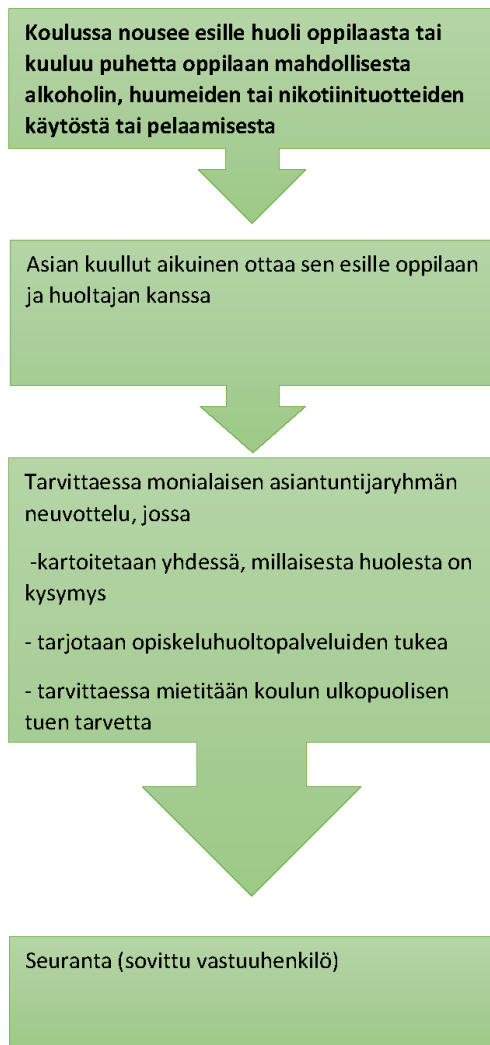 Koulussa nousee esille huoli oppilaasta tai
kuuluu puhetta oppilaan mahdollisesta
alkoholin, huumeiden tai nikotiinituotteiden
käytöstä tai pelaamisesta
Asian kuullut aikuinen ottaa sen esille oppilaan
ja huoltajan kanssa
Tarvittaessa monialaisen asiantuntijaryhmän
neuvottelu, jossa
-kartoitetaan yhdessä, millaisesta huolesta on
kysymys
- tarjotaan opiskeluhuoltopalveluiden tukea
- tarvittaessa mietitään koulun ulkopuolisen
tuen tarvetta
Seuranta (sovittu vastuuhenkilö)